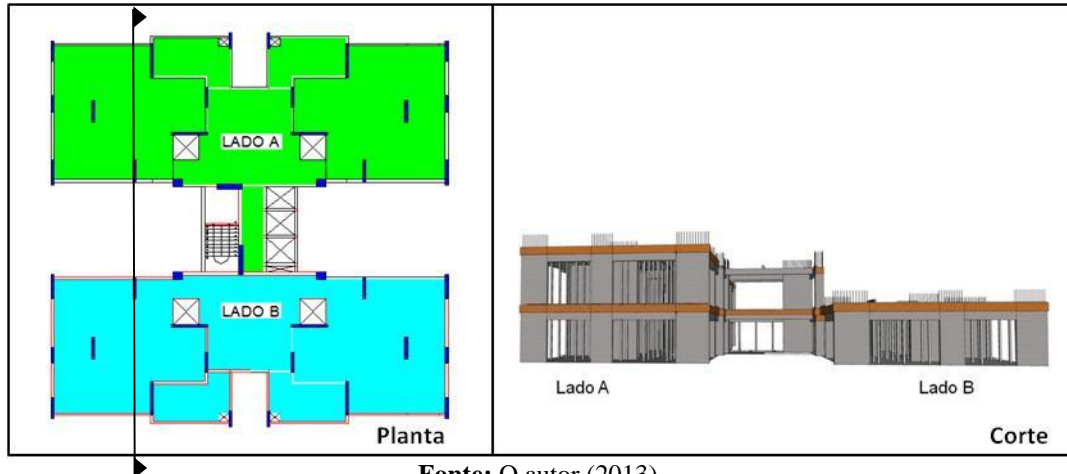 LADO A
LADO B
Planta
Lado A
Lado B
Corte
Fonte: O autor (2013)